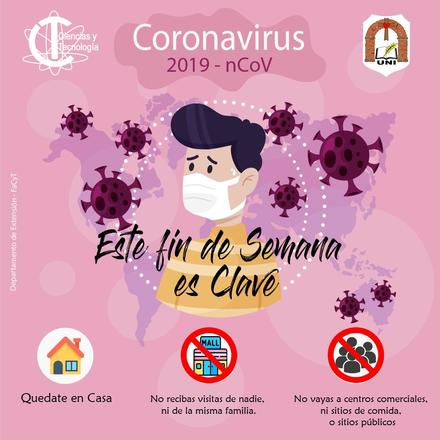 Ciencias y
Tecnología
Coronavirus
2019 - nCoV
UNI
Departamento de Extensión - FaCyT
Este fin de Semana
es Clave
MALL
Quedate en Casa
No recibas visitas de nadie,
ni de la misma familia.
No vayas a centros comerciales,
ni sitios de comida,
o sitios públicos